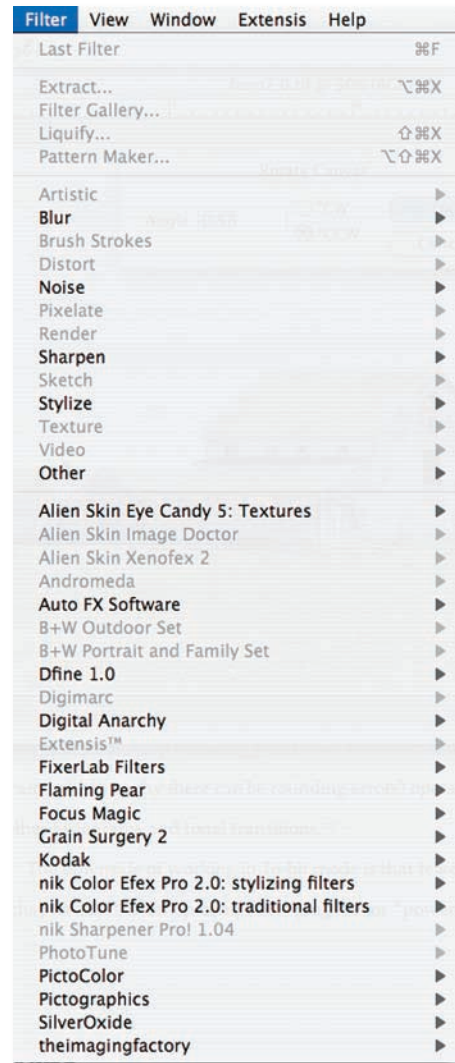 Filter View Window Extensis Help
Last Filter ⌘F
Extract... ⌥⌘X
Filter Gallery...
Liquify... ⇧⌘X
Pattern Maker... ⌥⇧⌘X
Artistic
Blur
Brush Strokes
Distort
Noise
Pixelate
Render
Sharpen
Sketch
Stylize
Texture
Video
Other
Alien Skin Eye Candy 5: Textures
Alien Skin Image Doctor
Alien Skin Xenofex 2
Andromeda
Auto FX Software
B+W Outdoor Set
B+W Portrait and Family Set
Dfine 1.0
Digimarc
Digital Anarchy
Extensis™
FixerLab Filters
Flaming Pear
Focus Magic
Grain Surgery 2
Kodak
nik Color Efex Pro 2.0: stylizing filters
nik Color Efex Pro 2.0: traditional filters
nik Sharpener Pro! 1.04
PhotoTune
PictoColor
Pictographics
SilverOxide
theimagingfactory